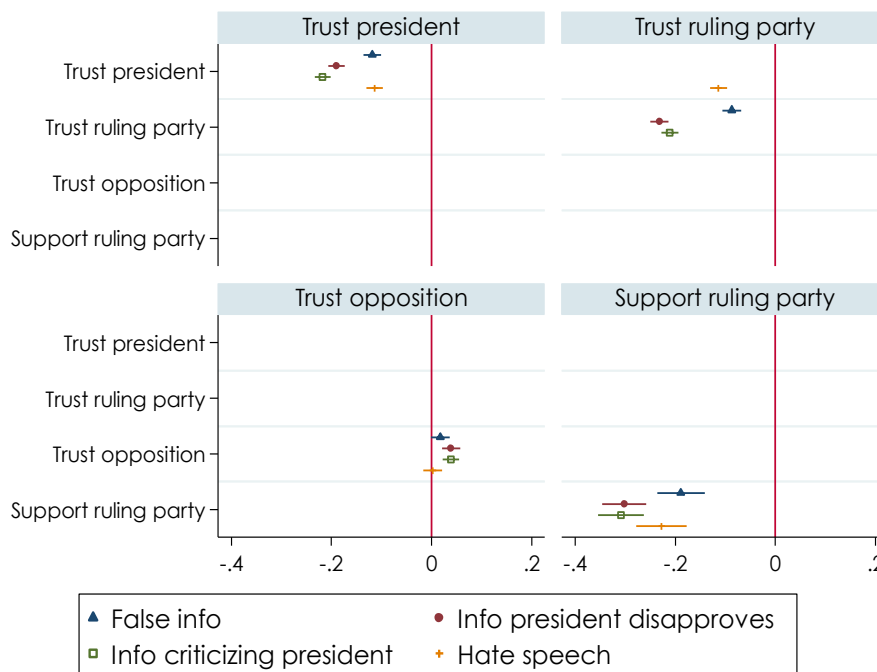 Trust president
Trust ruling party
Trust president
Trust ruling party
Trust opposition
Support ruling party
Trust opposition
Support ruling party
Trust president
Trust ruling party
Trust opposition
Support ruling party
-.4 -.2 0 .2 -.4 -.2 0 .2
False info
Info president disapproves
Info criticizing president
Hate speech